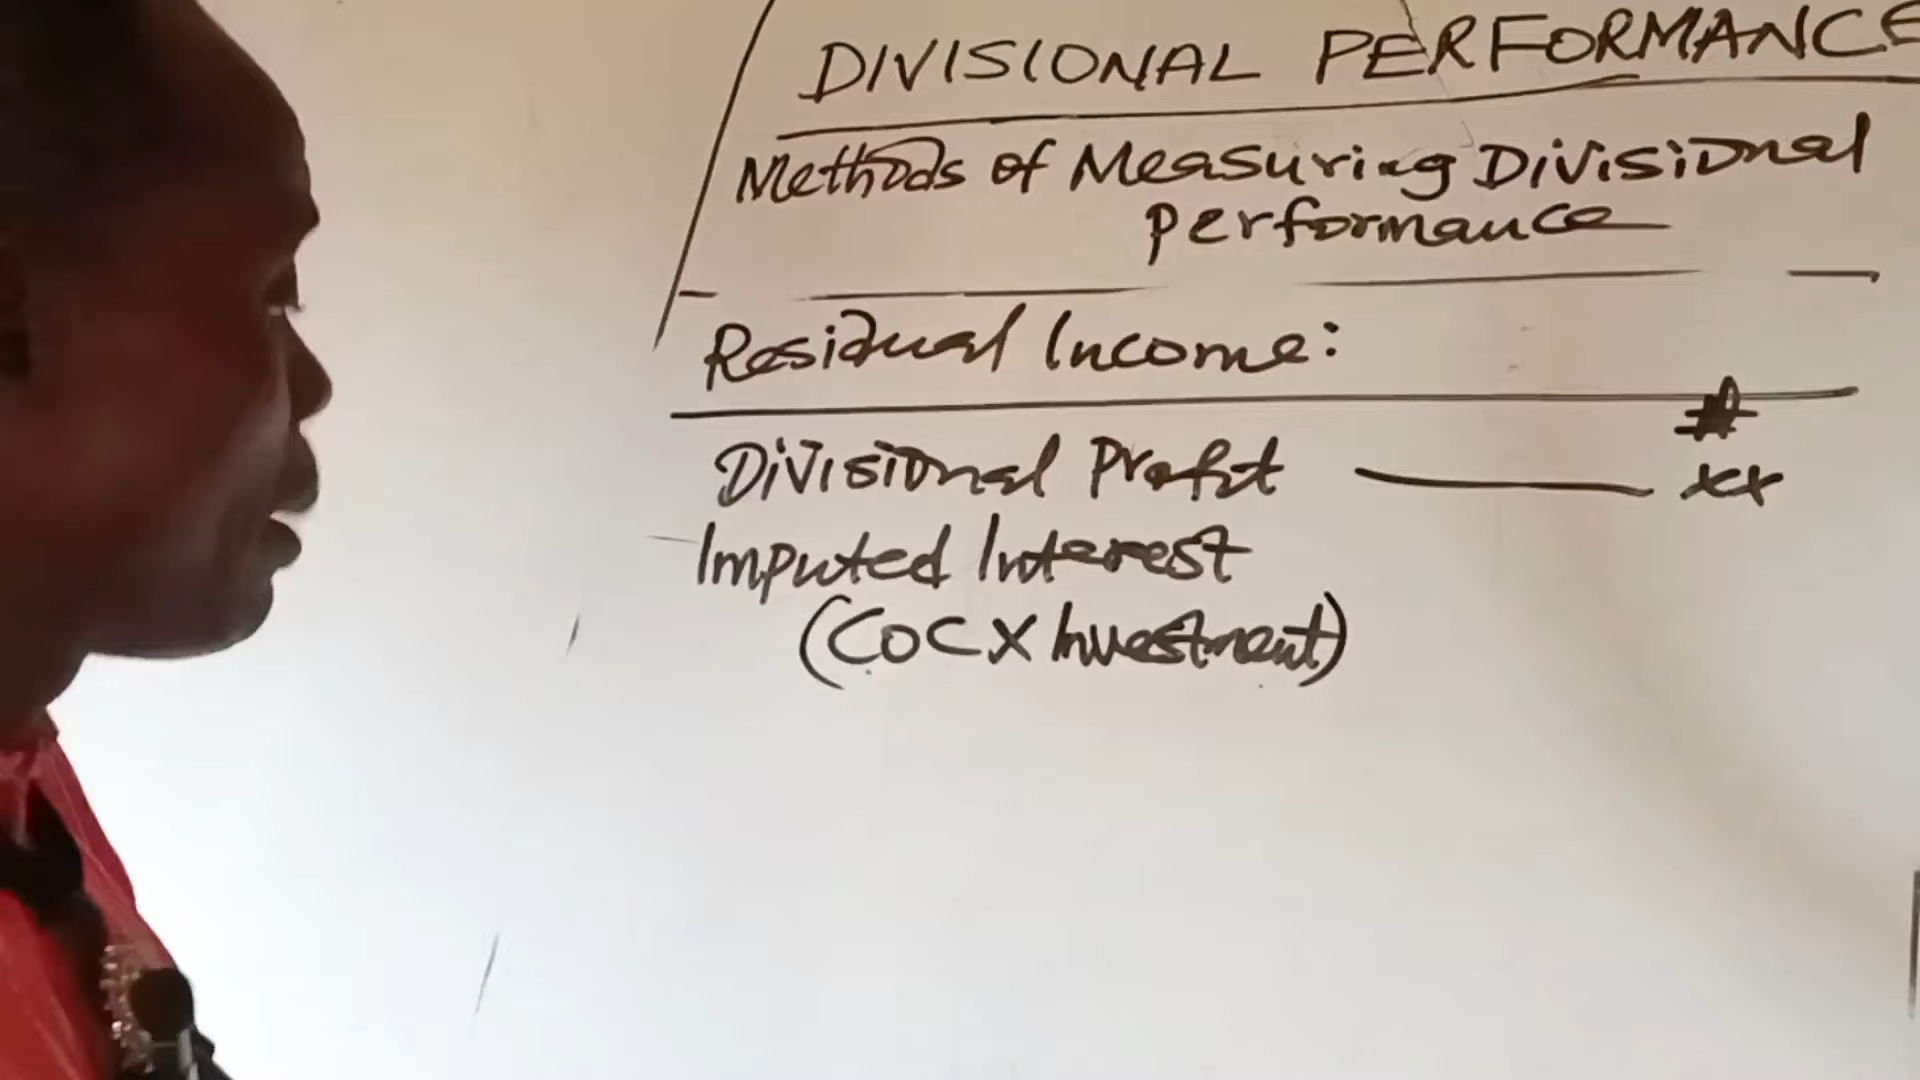 DIVISIONAL PERFORMANCE
Methods of Measuring Divisional
Performance
Residual Income:
₦
Divisional Profit — xx
Imputed Interest
(COC X Investment)